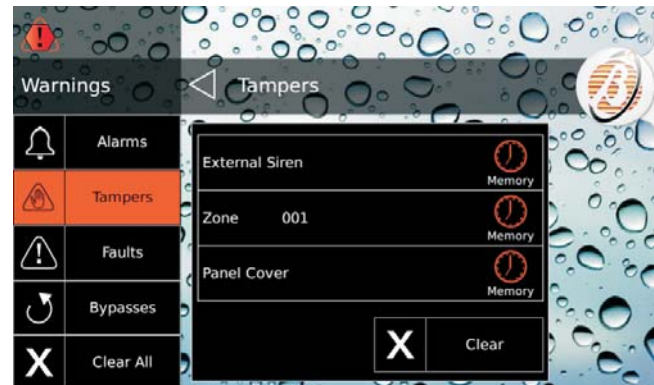 Warnings
Tampers
Alarms
Tampers
Faults
Bypasses
X Clear All
External Siren
Memory
Zone 001
Memory
Panel Cover
Memory
X Clear